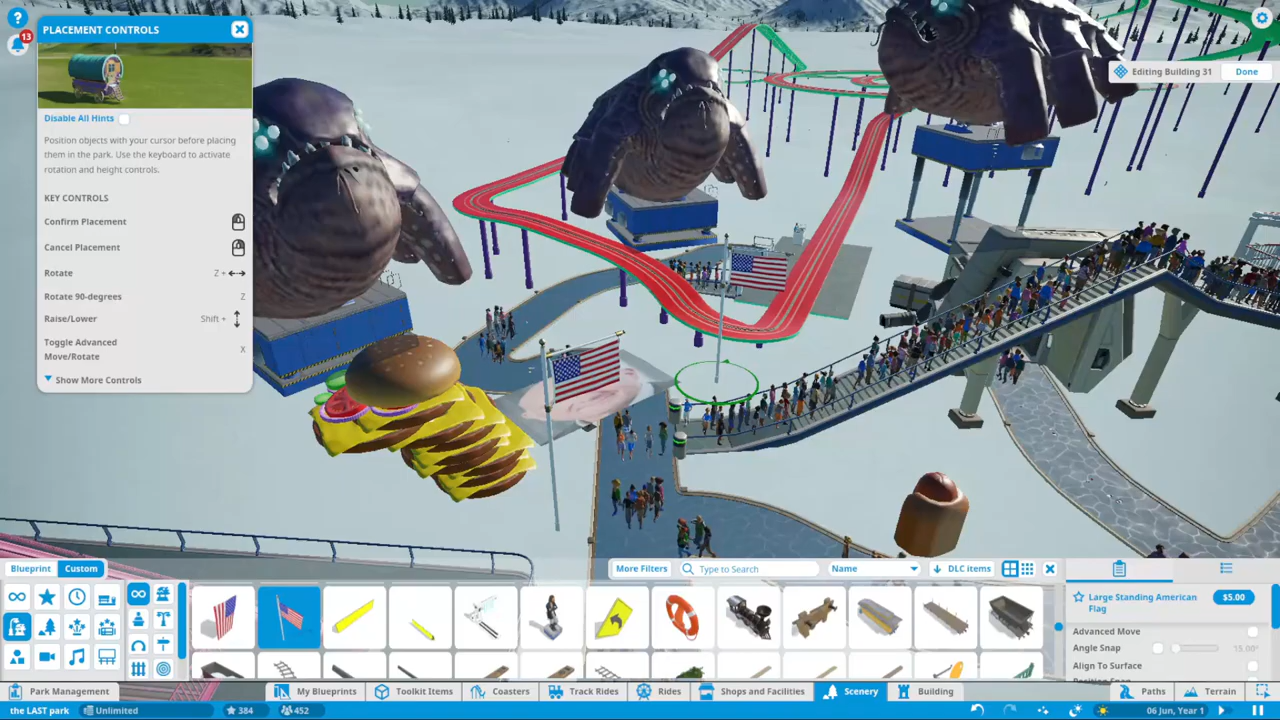 ?
13
PLACEMENT CONTROLS
Disable All Hints
Position objects with your cursor before placing
them in the park. Use the keyboard to activate
rotation and height controls.
KEY CONTROLS
Confirm Placement
Cancel Placement
Rotate Z +
Rotate 90-degrees Z
Raise/Lower Shift +
Toggle Advanced
Move/Rotate X
Show More Controls
Editing Building 31 Done
Blueprint Custom
More Filters Type to Search Name DLC items
Large Standing American
Flag $5.00
Advanced Move
Angle Snap 15.00°
Align To Surface
Park Management My Blueprints Toolkit Items Coasters Track Rides Rides Shops and Facilities Scenery Building Paths Terrain
the LAST park Unlimited 384 452 06 Jun, Year 1